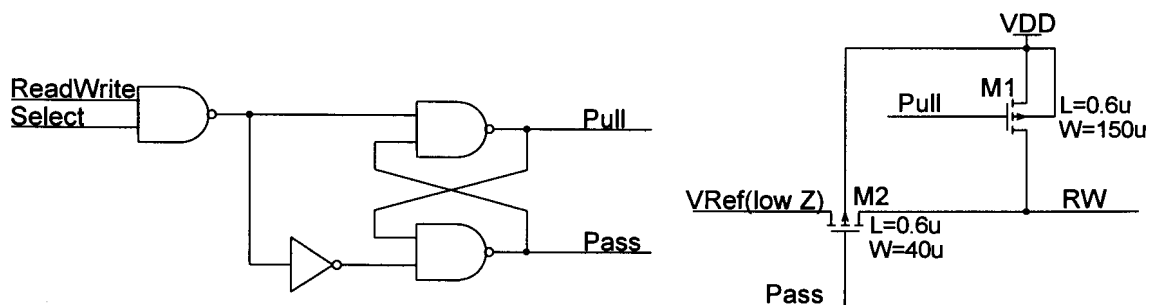 ReadWrite
Select
Pull
Pass
VDD
M1
Pull
L=0.6u
W=150u
VRef(low Z)
M2
RW
L=0.6u
W=40u
Pass